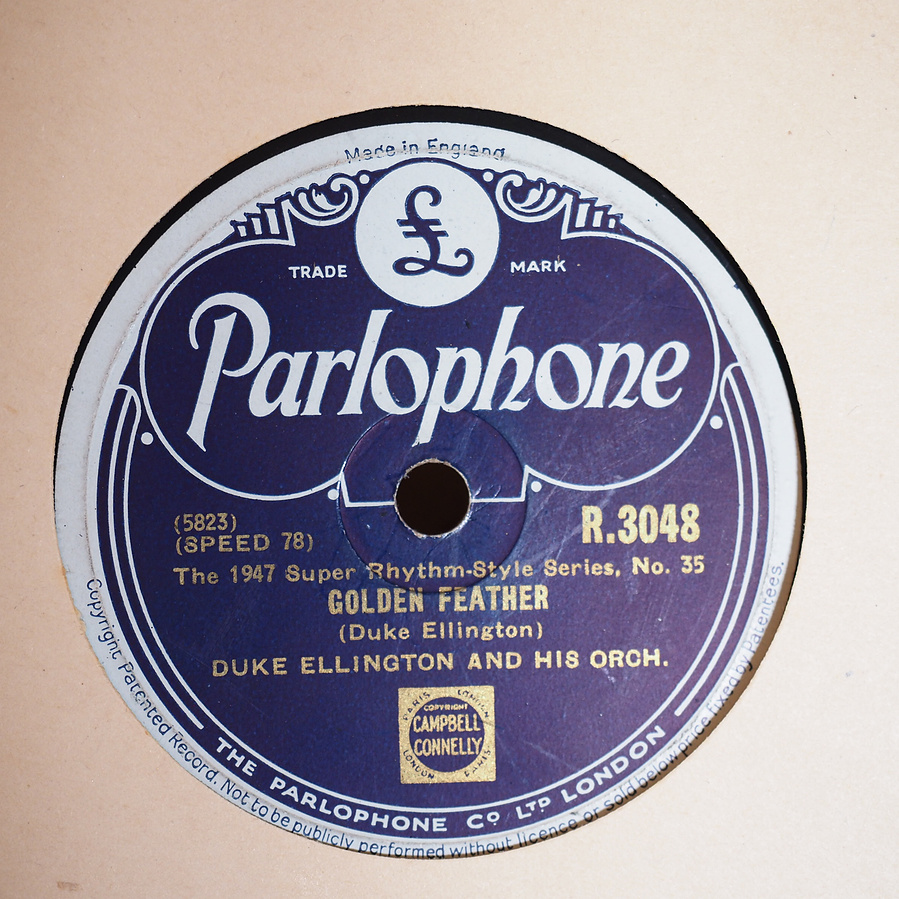 Made in England
£
TRADE MARK
Parlophone
(5823)
(SPEED 78)
R.3048
The 1947 Super Rhythm-Style Series, No. 35
GOLDEN FEATHER
(Duke Ellington)
DUKE ELLINGTON AND HIS ORCH.
PARIS LONDON
COPYRIGHT
CAMPBELL
CONNELLY
LONDON PARIS
THE PARLOPHONE CO LTD LONDON
Copyright Patented Record. Not to be publicly performed without licence or sold below price fixed by Patentees.